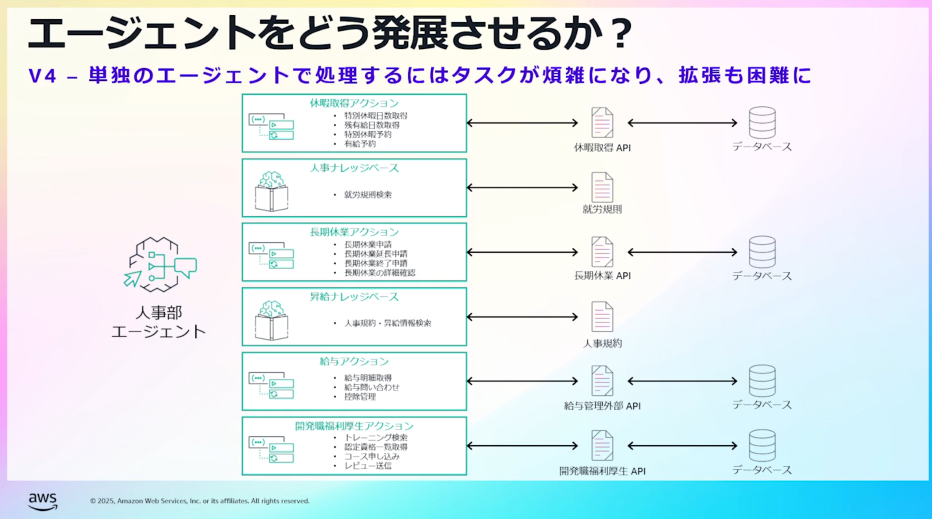 エージェントをどう発展させるか？
V4 – 単独のエージェントで処理するにはタスクが煩雑になり、拡張も困難に
休暇取得アクション
• 特別休暇日数取得
• 残有給日数取得
• 特別休暇予約
• 有給予約
休暇取得 API
データベース
人事ナレッジベース
• 就労規則検索
就労規則
長期休業アクション
• 長期休業申請
• 長期休業延長申請
• 長期休業終了申請
• 長期休業の詳細確認
長期休業 API
データベース
人事部
エージェント
昇給ナレッジベース
• 人事規約・昇給情報検索
人事規約
給与アクション
• 給与明細取得
• 給与問い合わせ
• 控除管理
給与管理外部 API
データベース
開発職福利厚生アクション
• トレーニング検索
• 認定資格一覧取得
• コース申し込み
• レビュー送信
開発職福利厚生 API
データベース
aws
© 2025, Amazon Web Services, Inc. or its affiliates. All rights reserved.